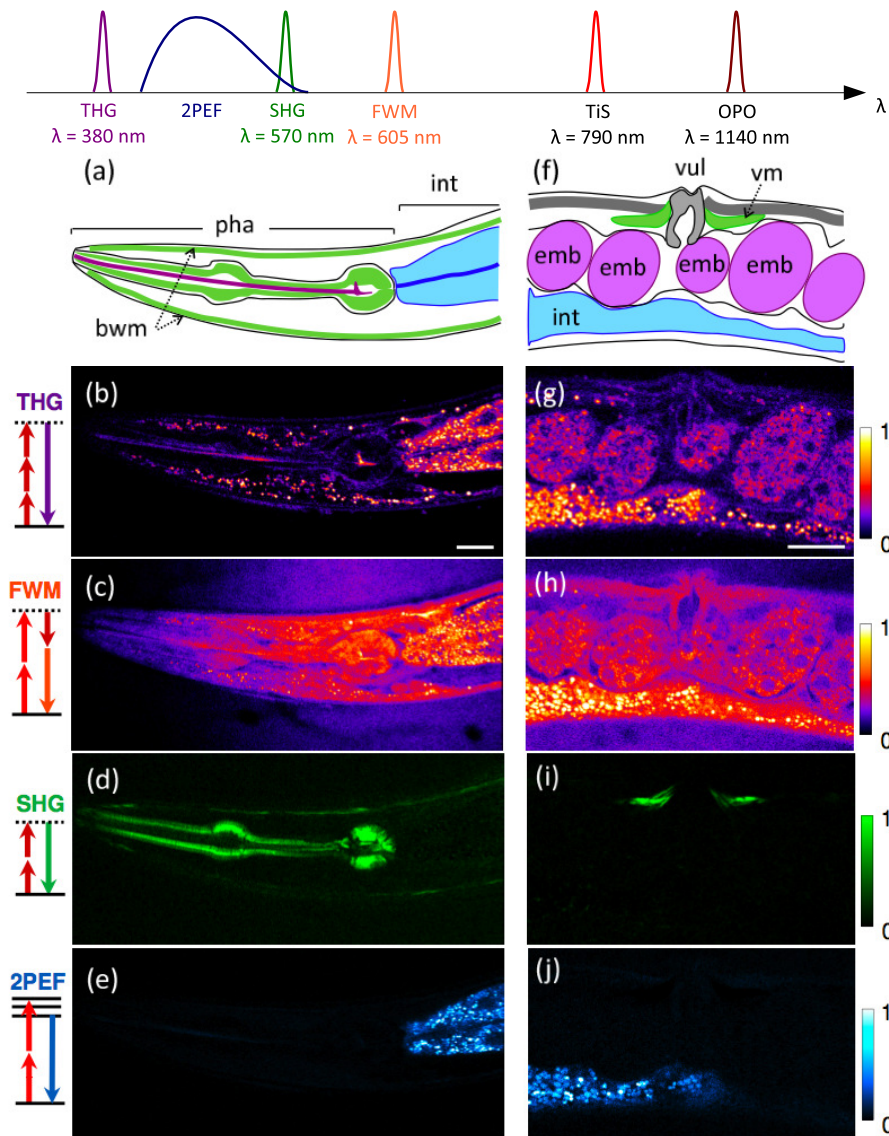 THG 2PEF SHG FWM TiS OPO λ
λ = 380 nm λ = 570 nm λ = 605 nm λ = 790 nm λ = 1140 nm
(a) int (f) vul vm
pha
emb emb emb emb
bwm
int
THG (b) (g) 1
0
FWM (c) (h) 1
0
SHG (d) (i) 1
0
2PEF (e) (j) 1
0